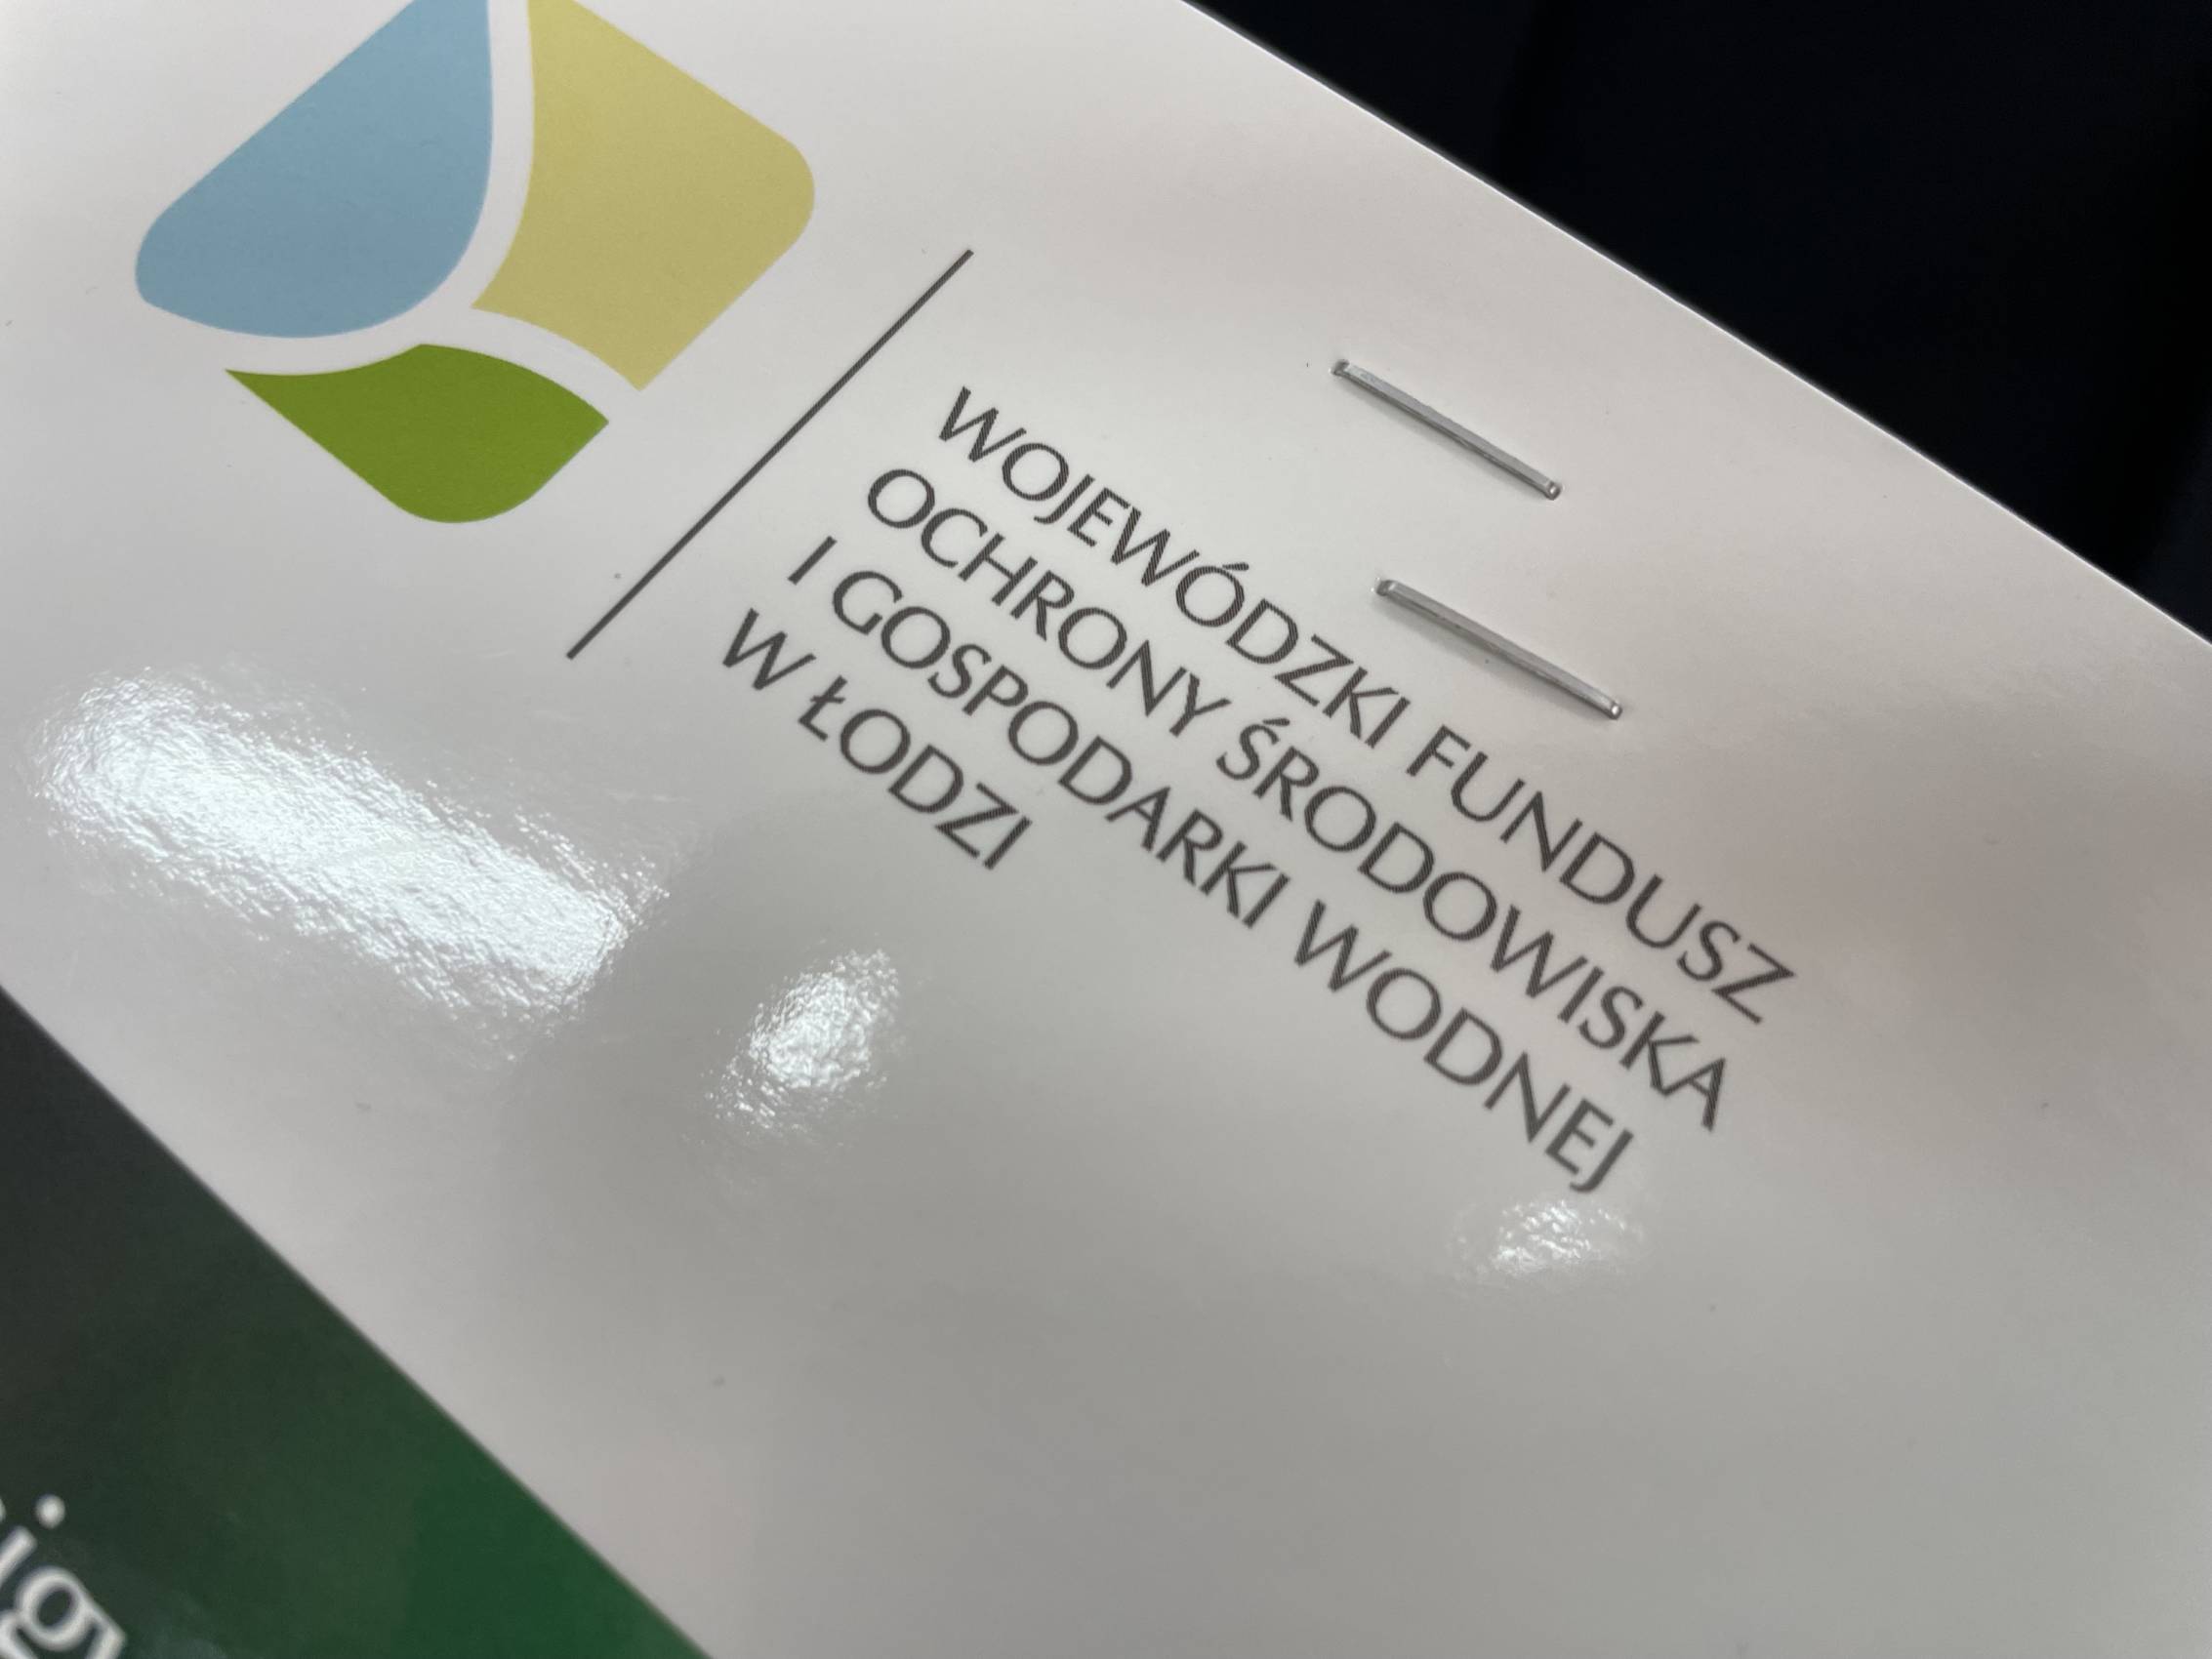 WOJEWÓDZKI FUNDUSZ
OCHRONY ŚRODOWISKA
I GOSPODARKI WODNEJ
W ŁODZI